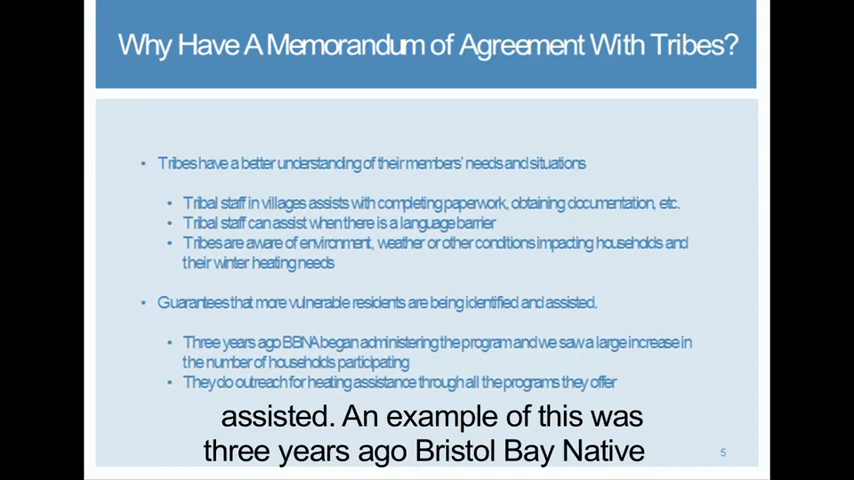 Why Have A Memorandum of Agreement With Tribes?
• Tribes have a better understanding of their members' needs and situations
• Tribal staff in villages assists with completing paperwork, obtaining documentation, etc.
• Tribal staff can assist when there is a language barrier
• Tribes are aware of environment, weather or other conditions impacting households and
their winter heating needs
• Guarantees that more vulnerable residents are being identified and assisted.
• Three years ago BBNA began administering the program and we saw a large increase in
the number of households participating
• They do outreach for heating assistance through all the programs they offer
assisted. An example of this was
three years ago Bristol Bay Native
5